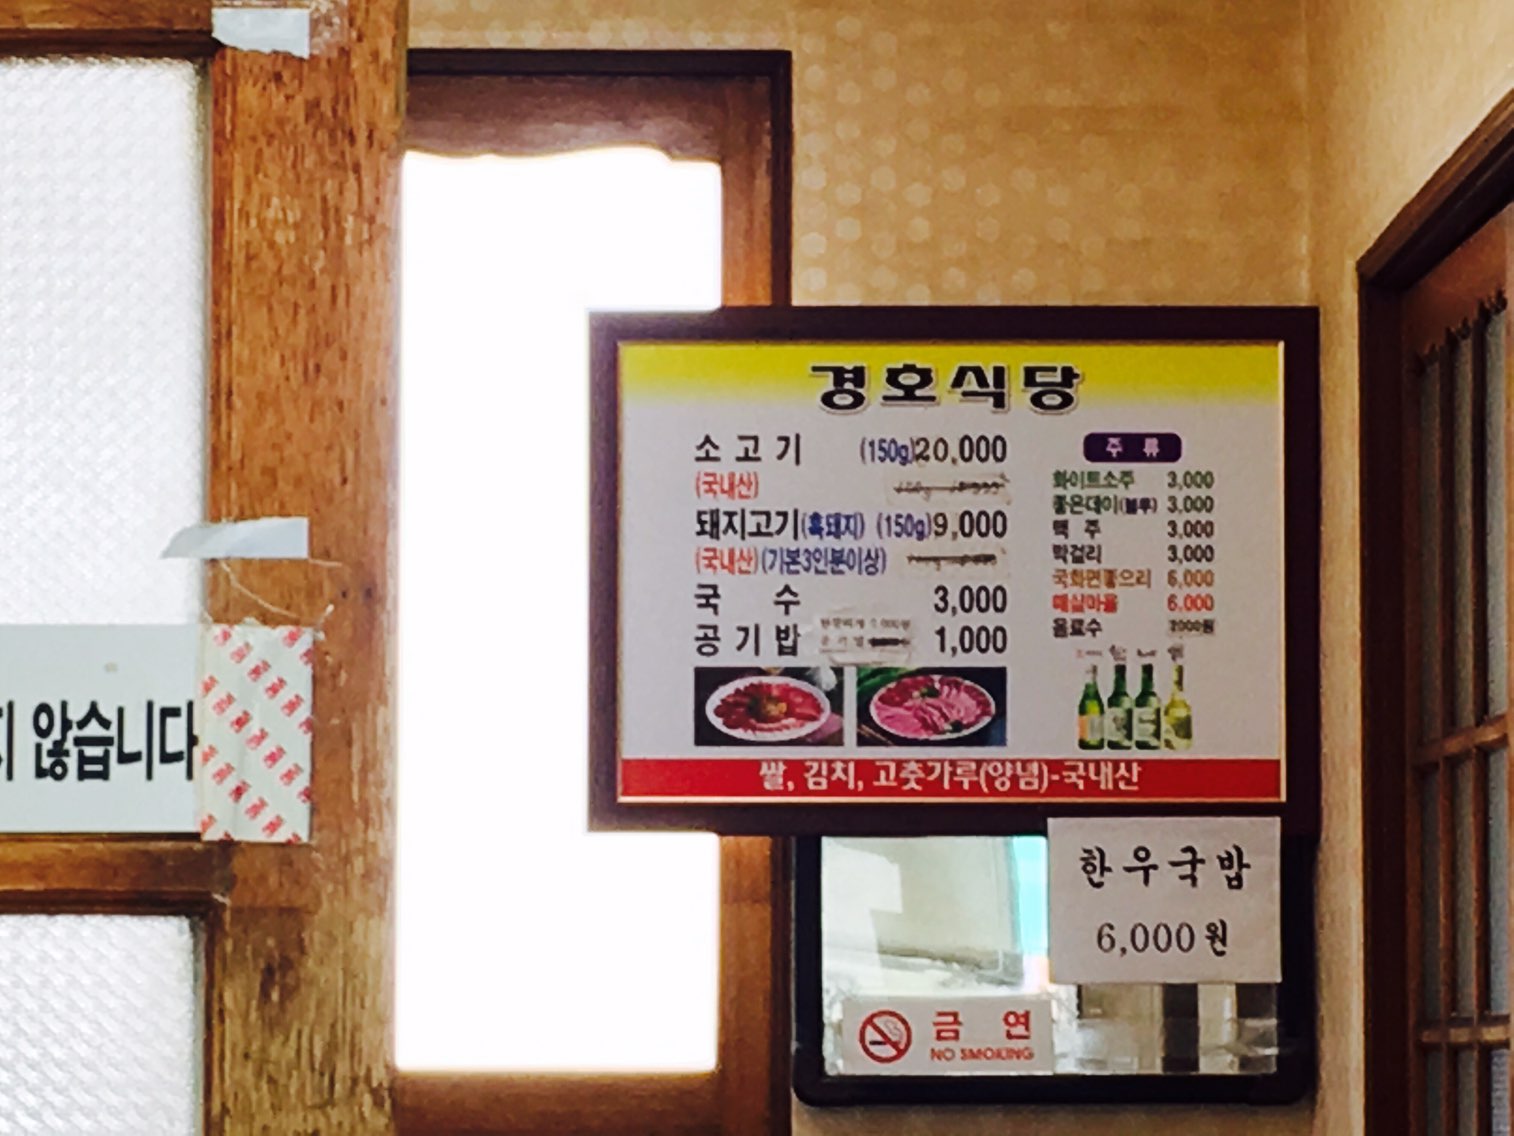 경호식당
소고기 (150g)20,000
(국내산)
돼지고기(흑돼지) (150g)9,000
(국내산)(기본3인분이상)
국수 3,000
공기밥 1,000
주류
화이트소주 3,000
좋은데이(블루) 3,000
맥주 3,000
막걸리 3,000
국화면좋으리 6,000
매실마을 6,000
음료수 2000원
쌀, 김치, 고춧가루(양념)-국내산
한우국밥
6,000원
금연
NO SMOKING
지 않습니다